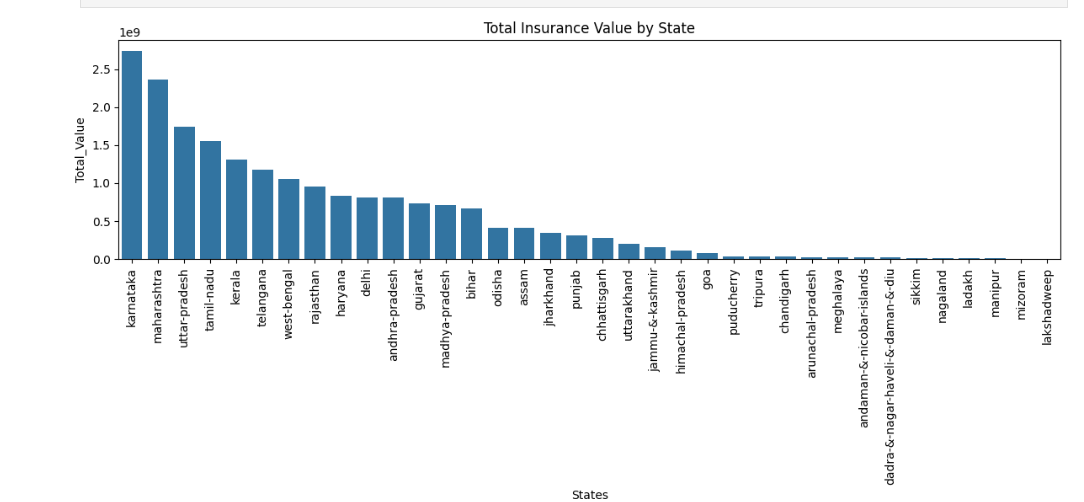 Total Insurance Value by State
1e9
2.5
2.0
1.5
1.0
0.5
0.0
Total_Value
karnataka
maharashtra
uttar-pradesh
tamil-nadu
kerala
telangana
west-bengal
rajasthan
haryana
delhi
andhra-pradesh
gujarat
madhya-pradesh
bihar
odisha
assam
jharkhand
punjab
chhattisgarh
uttarakhand
jammu-&-kashmir
himachal-pradesh
goa
puducherry
tripura
chandigarh
arunachal-pradesh
meghalaya
andaman-&-nicobar-islands
dadra-&-nagar-haveli-&-daman-&-diu
sikkim
nagaland
ladakh
manipur
mizoram
lakshadweep
States